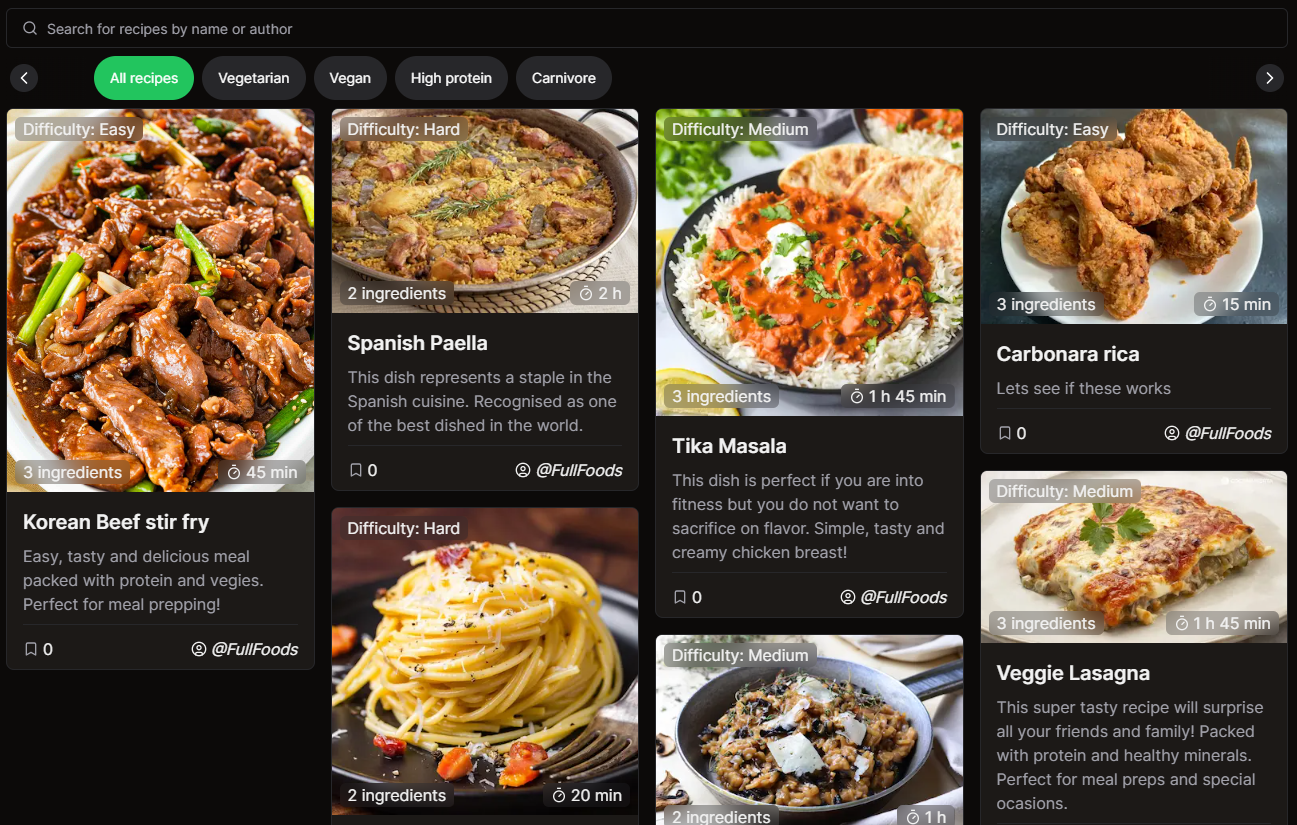 Search for recipes by name or author
All recipes
Vegetarian
Vegan
High protein
Carnivore
Difficulty: Easy
3 ingredients
45 min
Korean Beef stir fry
Easy, tasty and delicious meal
packed with protein and vegies.
Perfect for meal prepping!
0
@FullFoods
Difficulty: Hard
2 ingredients
2 h
Spanish Paella
This dish represents a staple in the
Spanish cuisine. Recognised as one
of the best dished in the world.
0
@FullFoods
Difficulty: Hard
2 ingredients
20 min
Difficulty: Medium
3 ingredients
1 h 45 min
Tika Masala
This dish is perfect if you are into
fitness but you do not want to
sacrifice on flavor. Simple, tasty and
creamy chicken breast!
0
@FullFoods
Difficulty: Medium
2 ingredients
1 h
Difficulty: Easy
3 ingredients
15 min
Carbonara rica
Lets see if these works
0
@FullFoods
Difficulty: Medium
3 ingredients
1 h 45 min
Veggie Lasagna
This super tasty recipe will surprise
all your friends and family! Packed
with protein and healthy minerals.
Perfect for meal preps and special
ocasions.